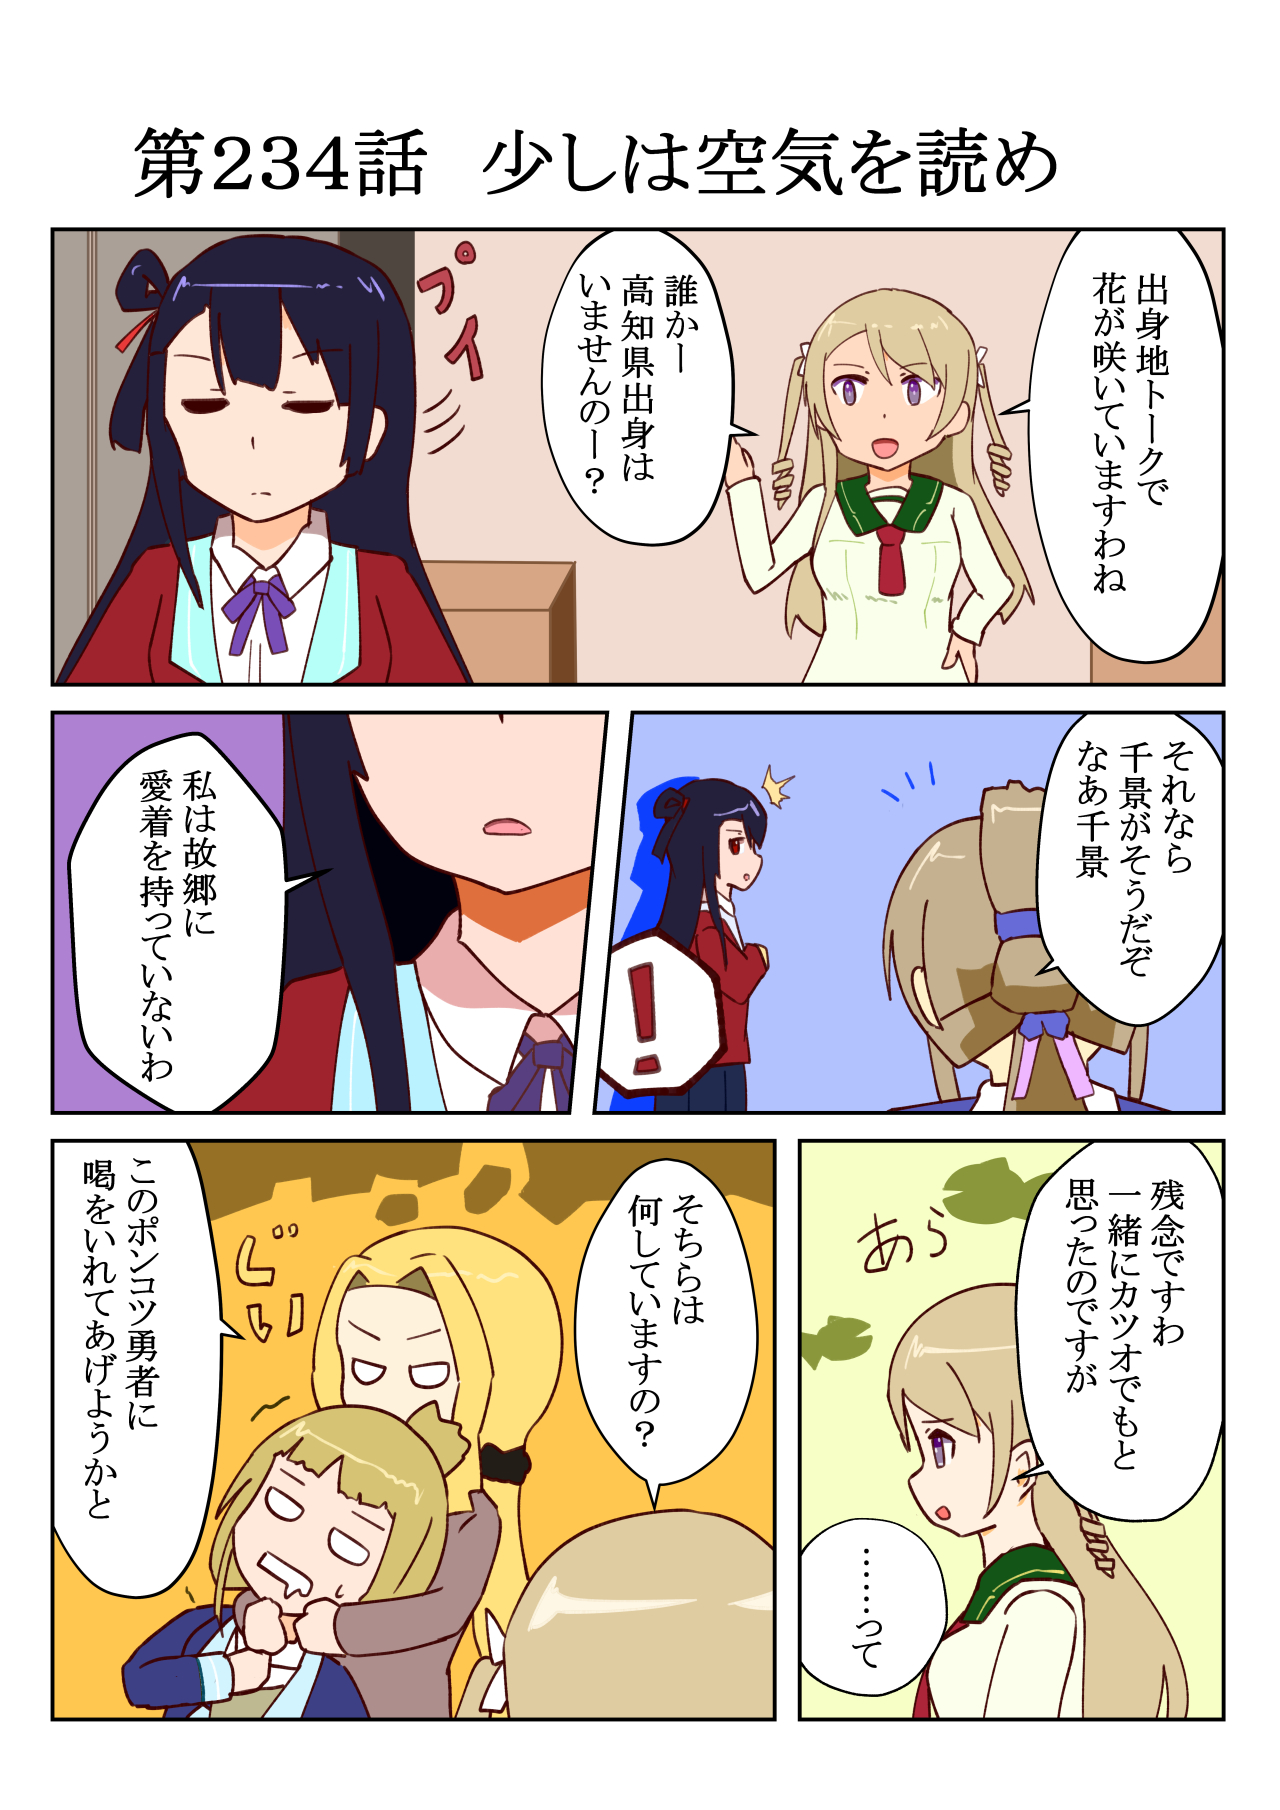 第234話　少しは空気を読め
出身地トークで
花が咲いていますわね
誰かー
高知県出身は
いませんのー？
プイ
それなら
千景がそうだぞ
なあ千景
！
私は故郷に
愛着を持っていないわ
残念ですわ
一緒にカツオでもと
思ったのですが
あら
……って
そちらは
何していますの？
ぐい
このポンコツ勇者に
喝をいれてあげようかと